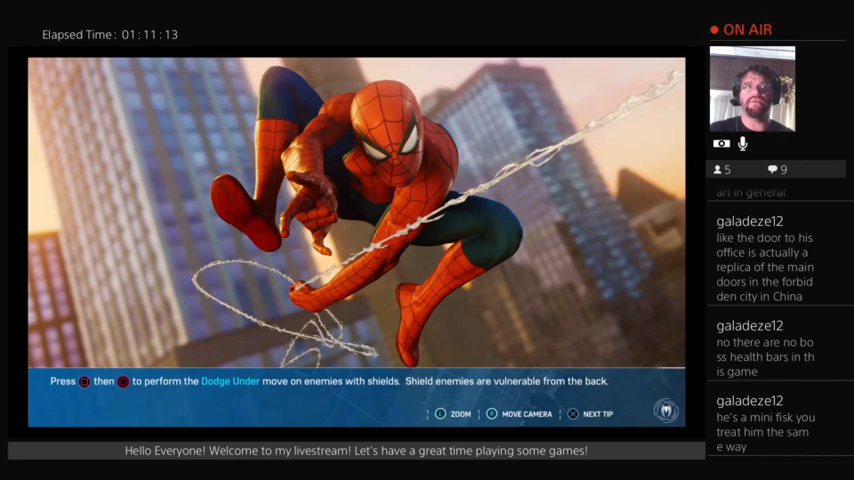 Elapsed Time: 01:11:13
ON AIR
5 9
art in general
galadeze12
like the door to his
office is actually a
replica of the main
doors in the forbid
den city in China
galadeze12
no there are no bo
ss health bars in th
is game
galadeze12
he's a mini fisk you
treat him the sam
e way
Press then to perform the Dodge Under move on enemies with shields. Shield enemies are vulnerable from the back.
L ZOOM R MOVE CAMERA NEXT TIP
Hello Everyone! Welcome to my livestream! Let's have a great time playing some games!